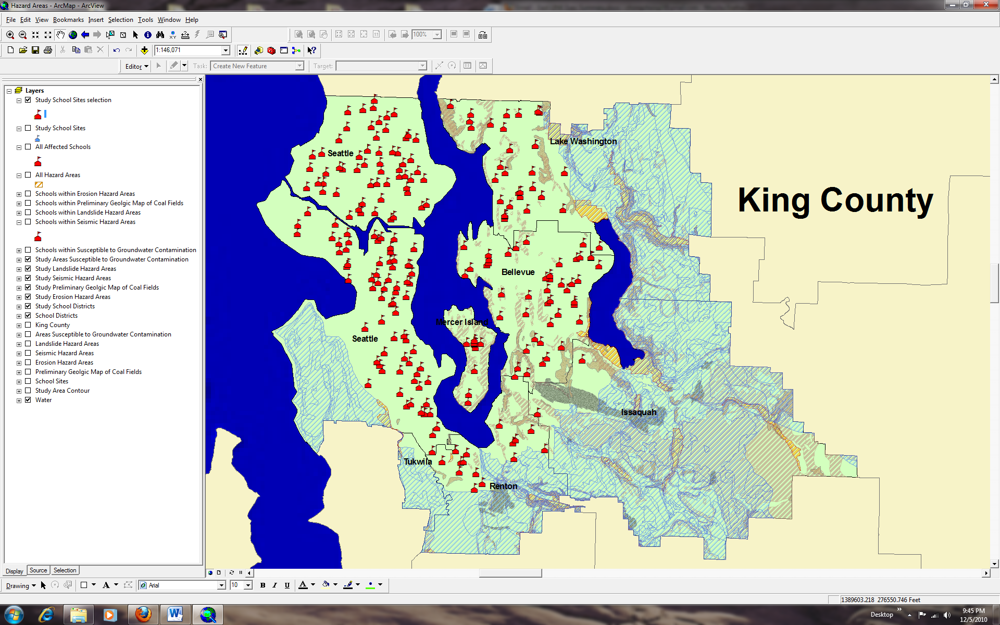 Hazard Areas - ArcMap - ArcView
File Edit View Bookmarks Insert Selection Tools Window Help
100%
1:146,071
Editor Task: Create New Feature Target:
Layers
Study School Sites selection
Study School Sites
All Affected Schools
All Hazard Areas
Schools within Erosion Hazard Areas
Schools within Preliminary Geolgic Map of Coal Fields
Schools within Landslide Hazard Areas
Schools within Seismic Hazard Areas
Schools within Susceptible to Groundwater Contamination
Study Areas Susceptible to Groundwater Contamination
Study Landslide Hazard Areas
Study Seismic Hazard Areas
Study Preliminary Geolgic Map of Coal Fields
Study Erosion Hazard Areas
Study School Districts
School Districts
King County
Areas Susceptible to Groundwater Contamination
Landslide Hazard Areas
Seismic Hazard Areas
Erosion Hazard Areas
Preliminary Geolgic Map of Coal Fields
School Sites
Study Area Contour
Water
Lake Washington
Seattle
King County
Bellevue
Mercer Island
Seattle
Issaquah
Tukwila
Renton
Display Source Selection
Drawing A Arial 10 B I U A
1389603.218 276550.746 Feet
Desktop
9:45 PM
12/5/2010